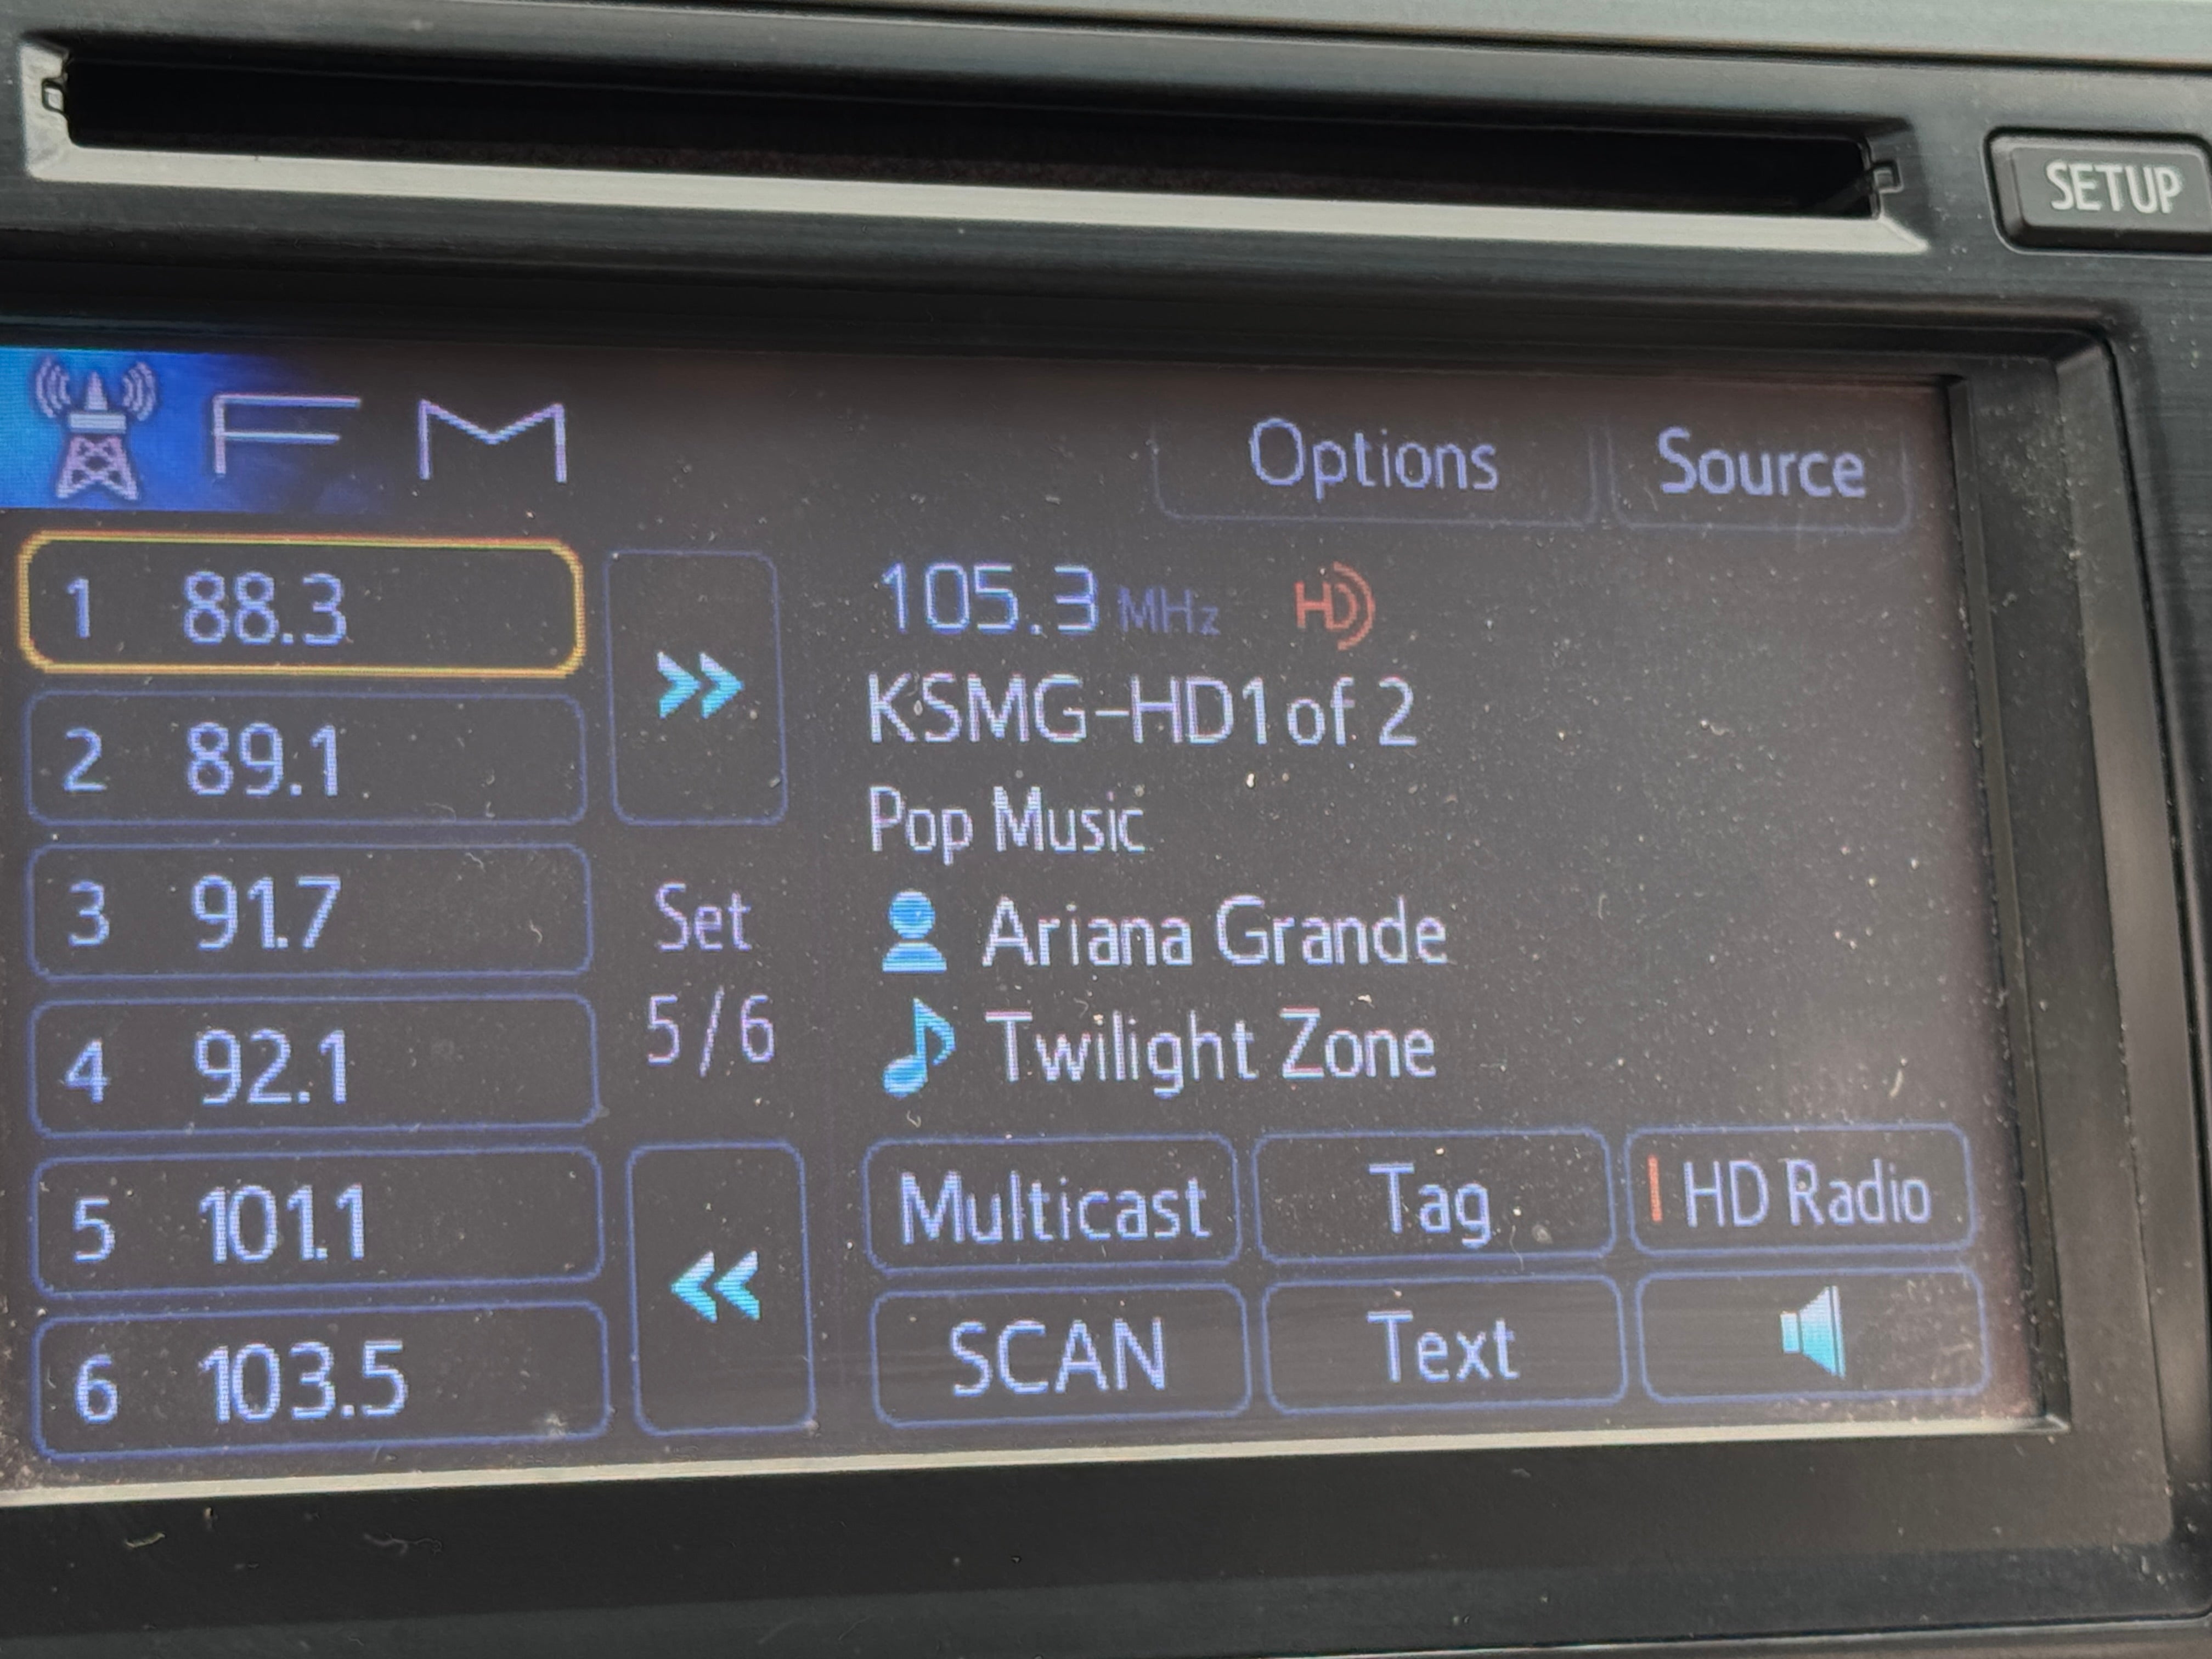 SETUP
FM
Options
Source
1 88.3
2 89.1
3 91.7
4 92.1
5 101.1
6 103.5
Set
5/6
105.3 MHz HD
KSMG-HD1 of 2
Pop Music
Ariana Grande
Twilight Zone
Multicast
Tag
HD Radio
SCAN
Text